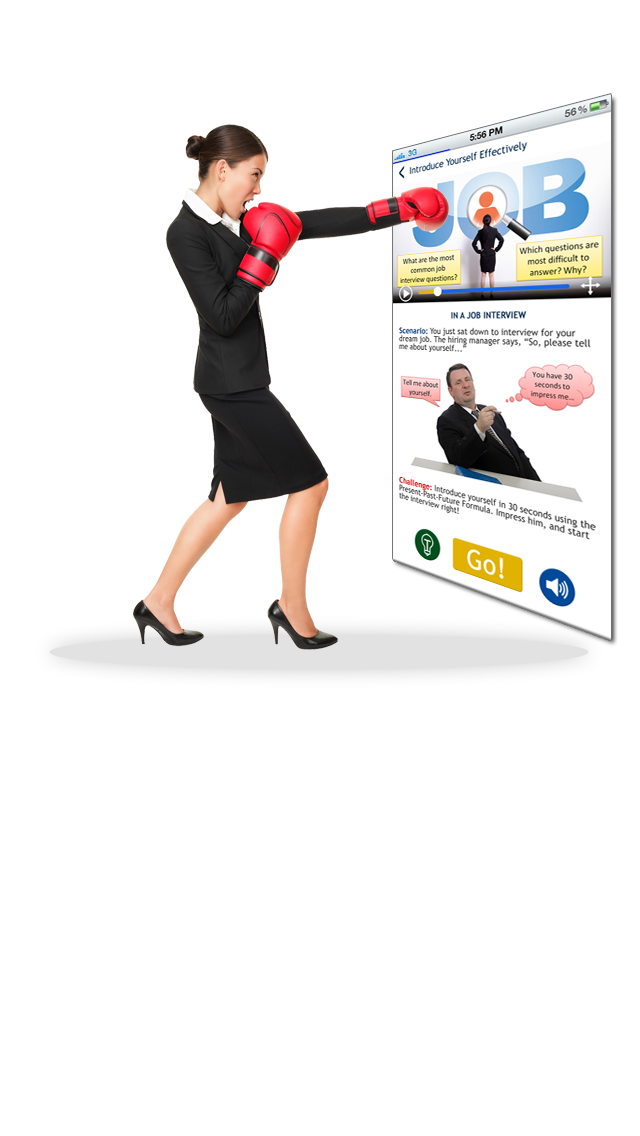 3G
5:56 PM
56 %
Introduce Yourself Effectively
JOB
What are the most
common job
interview questions?
Which questions are
most difficult to
answer? Why?
IN A JOB INTERVIEW
Scenario: You just sat down to interview for your
dream job. The hiring manager says, “So, please tell
me about yourself...”
Tell me about
yourself.
You have 30
seconds to
impress me...
Challenge: Introduce yourself in 30 seconds using the
Present-Past-Future Formula. Impress him, and start
the interview right!
Go!